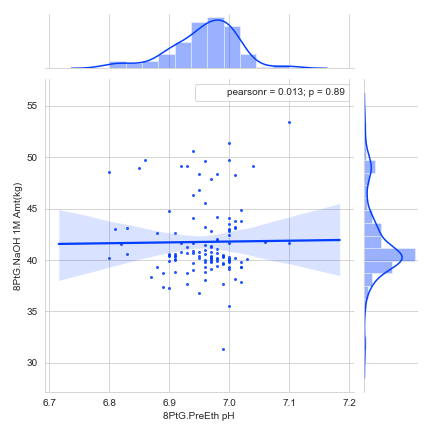 pearsonr = 0.013; p = 0.89
55
50
45
40
35
30
8PtG.NaOH 1M Amt(kg)
6.7 6.8 6.9 7.0 7.1 7.2
8PtG.PreEth pH